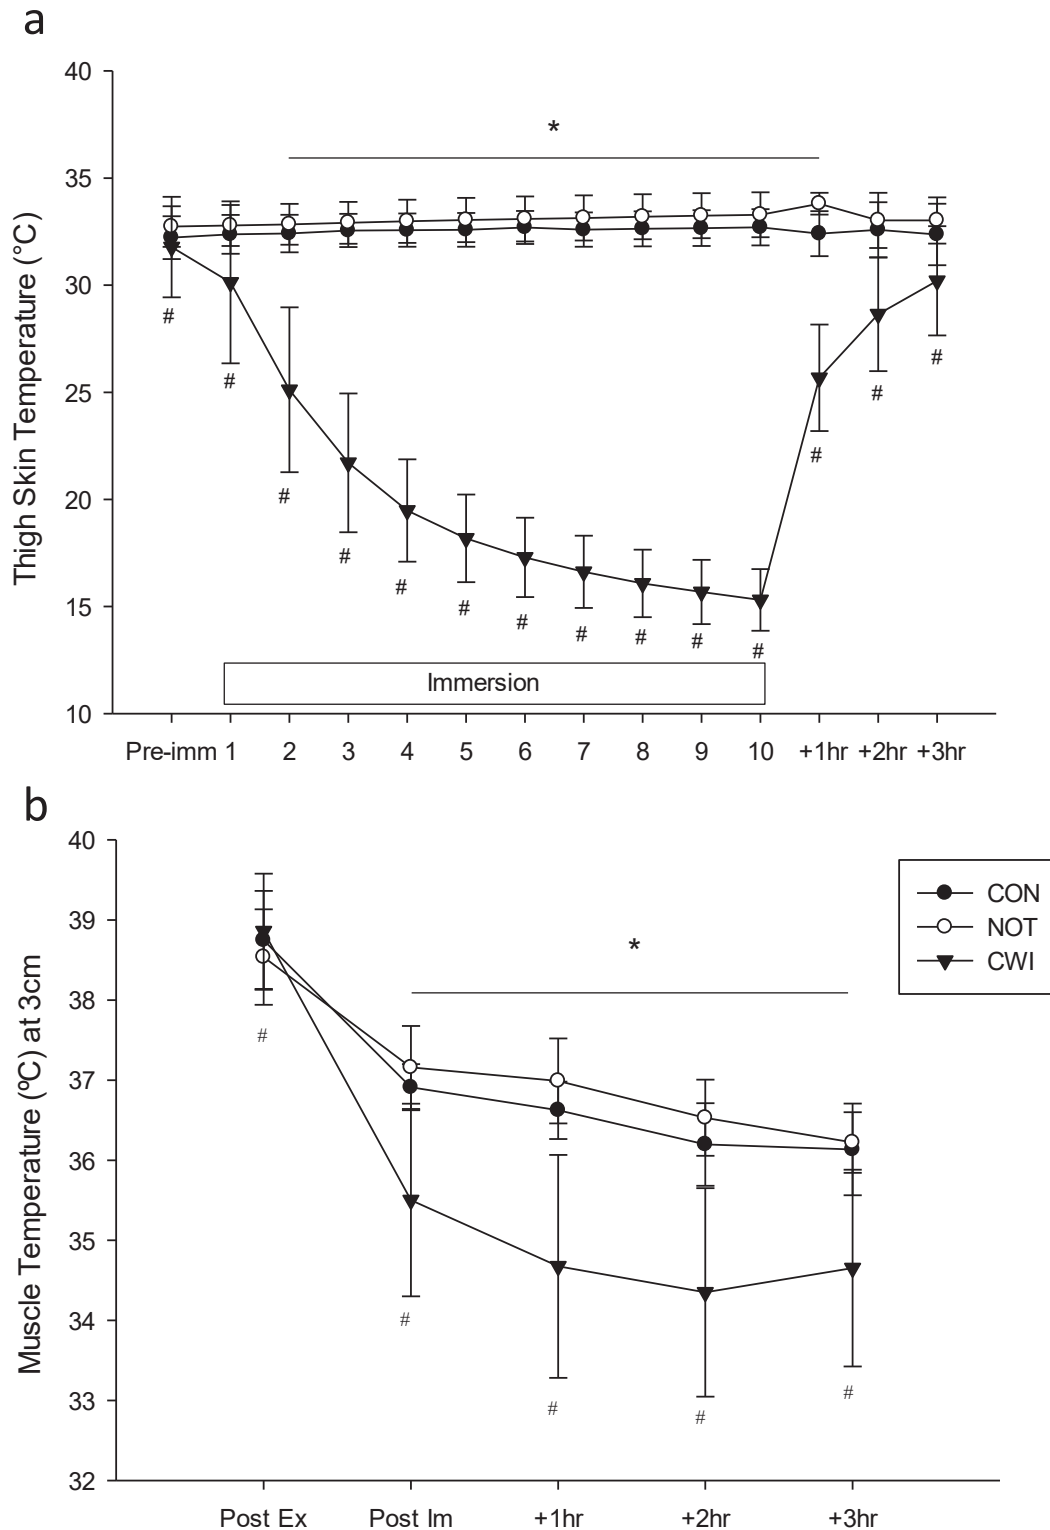 a
Thigh Skin Temperature (°C)
40
35
30
25
20
15
10
*
# # # # # # # # # # # # # #
Immersion
Pre-imm 1 2 3 4 5 6 7 8 9 10 +1hr +2hr +3hr
b
Muscle Temperature (ºC) at 3cm
40
39
38
37
36
35
34
33
32
*
# # # # #
CON
NOT
CWI
Post Ex Post Im +1hr +2hr +3hr